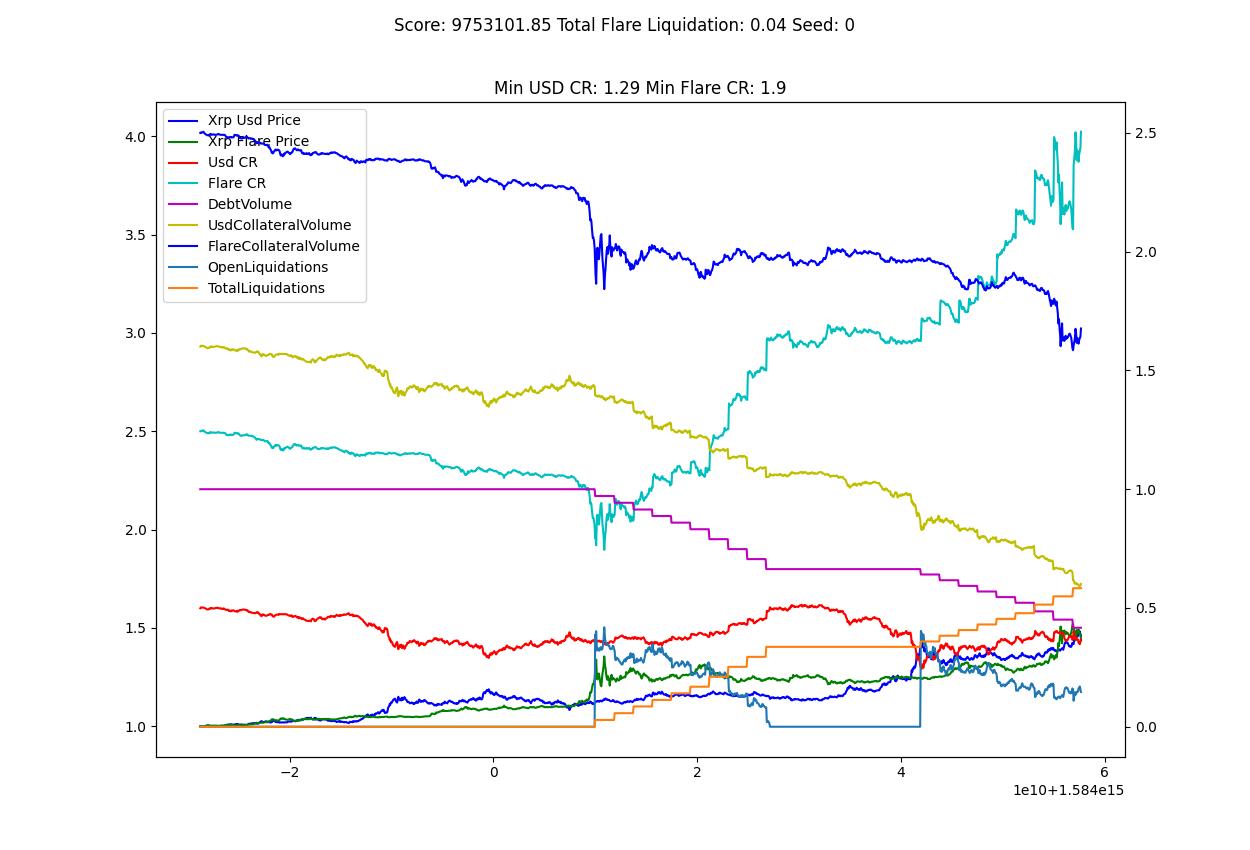 Score: 9753101.85 Total Flare Liquidation: 0.04 Seed: 0
Min USD CR: 1.29 Min Flare CR: 1.9
Xrp Usd Price
Xrp Flare Price
Usd CR
Flare CR
DebtVolume
UsdCollateralVolume
FlareCollateralVolume
OpenLiquidations
TotalLiquidations
4.0
3.5
3.0
2.5
2.0
1.5
1.0
2.5
2.0
1.5
1.0
0.5
0.0
−2
0
2
4
6
1e10+1.584e15